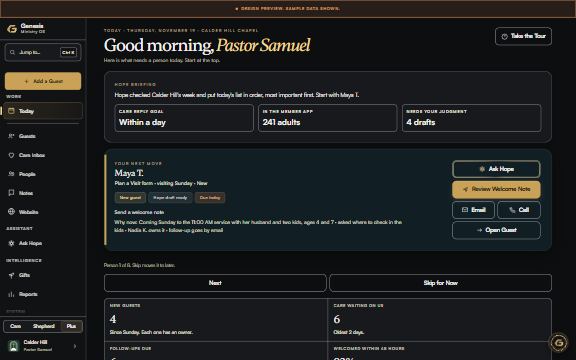 DESIGN PREVIEW. SAMPLE DATA SHOWN.
Genesis
Ministry OS
Jump to...
Ctrl K
+ Add a Guest
WORK
Today
Guests
Care Inbox
People
Notes
Website
ASSISTANT
Ask Hope
INTELLIGENCE
Gifts
Reports
Care
Shepherd
Plus
Calder Hill
Pastor Samuel
TODAY · THURSDAY, NOVEMBER 19 · CALDER HILL CHAPEL
Good morning, Pastor Samuel
Here is what needs a person today. Start at the top.
Take the Tour
HOPE BRIEFING
Hope checked Calder Hill's week and put today's list in order, most important first. Start with Maya T.
CARE REPLY GOAL
Within a day
IN THE MEMBER APP
241 adults
NEEDS YOUR JUDGMENT
4 drafts
YOUR NEXT MOVE
Maya T.
Plan a Visit form · visiting Sunday · New
New guest
Hope draft ready
Due today
Send a welcome note
Why now: Coming Sunday to the 11:00 AM service with her husband and two kids, ages 4 and 7 · asked where to check in the
kids · Nadia K. owns it · follow-up goes by email
Ask Hope
Review Welcome Note
Email
Call
Open Guest
Person 1 of 8. Skip moves it to later.
Next
Skip for Now
NEW GUESTS
4
Since Sunday. Each one has an owner.
CARE WAITING ON US
6
Oldest 2 days.
FOLLOW-UPS DUE
WELCOMED WITHIN 48 HOURS